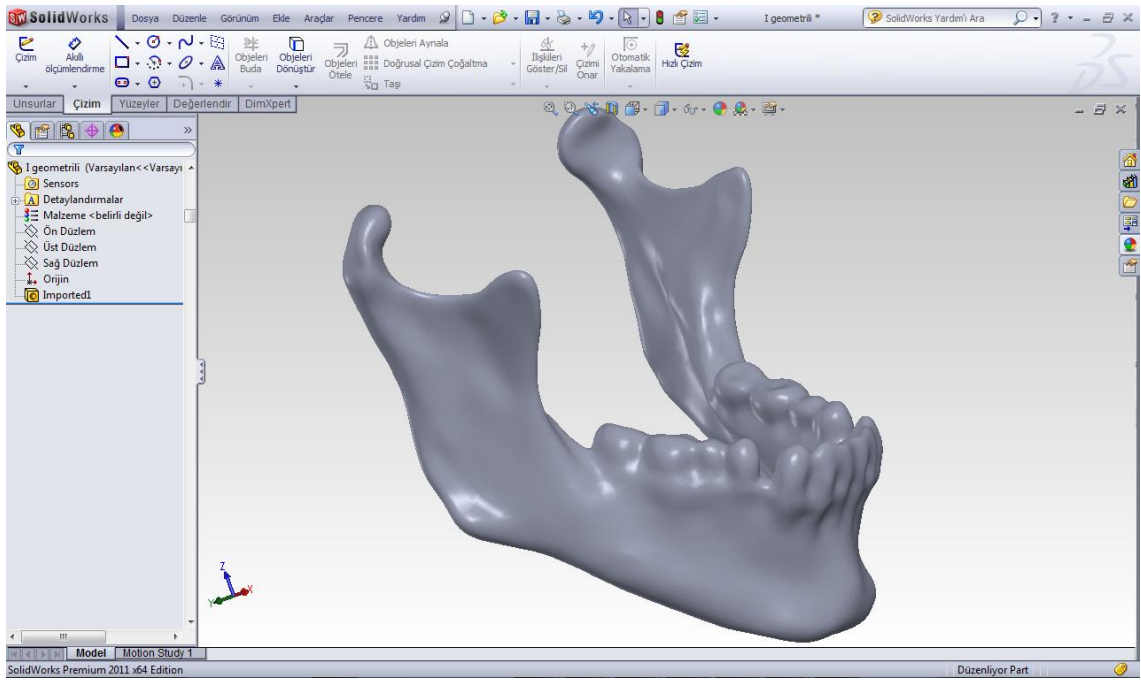 SolidWorks Dosya Düzenle Görünüm Ekle Araçlar Pencere Yardım I geometrili * SolidWorks Yardım'ı Ara
Çizim
Akıllı ölçümlendirme
Objeleri Buda
Objeleri Dönüştür
Objeleri Ötele
Objeleri Aynala
Doğrusal Çizim Çoğaltma
Taşı
İlişkileri Göster/Sil
Çizimi Onar
Otomatik Yakalama
Hızlı Çizim
Unsurlar Çizim Yüzeyler Değerlendir DimXpert
I geometrili (Varsayılan<<Varsayı
Sensors
Detaylandırmalar
Malzeme <belirli değil>
Ön Düzlem
Üst Düzlem
Sağ Düzlem
Orijin
Imported1
Z
Y X
Model Motion Study 1
SolidWorks Premium 2011 x64 Edition Düzenliyor Part